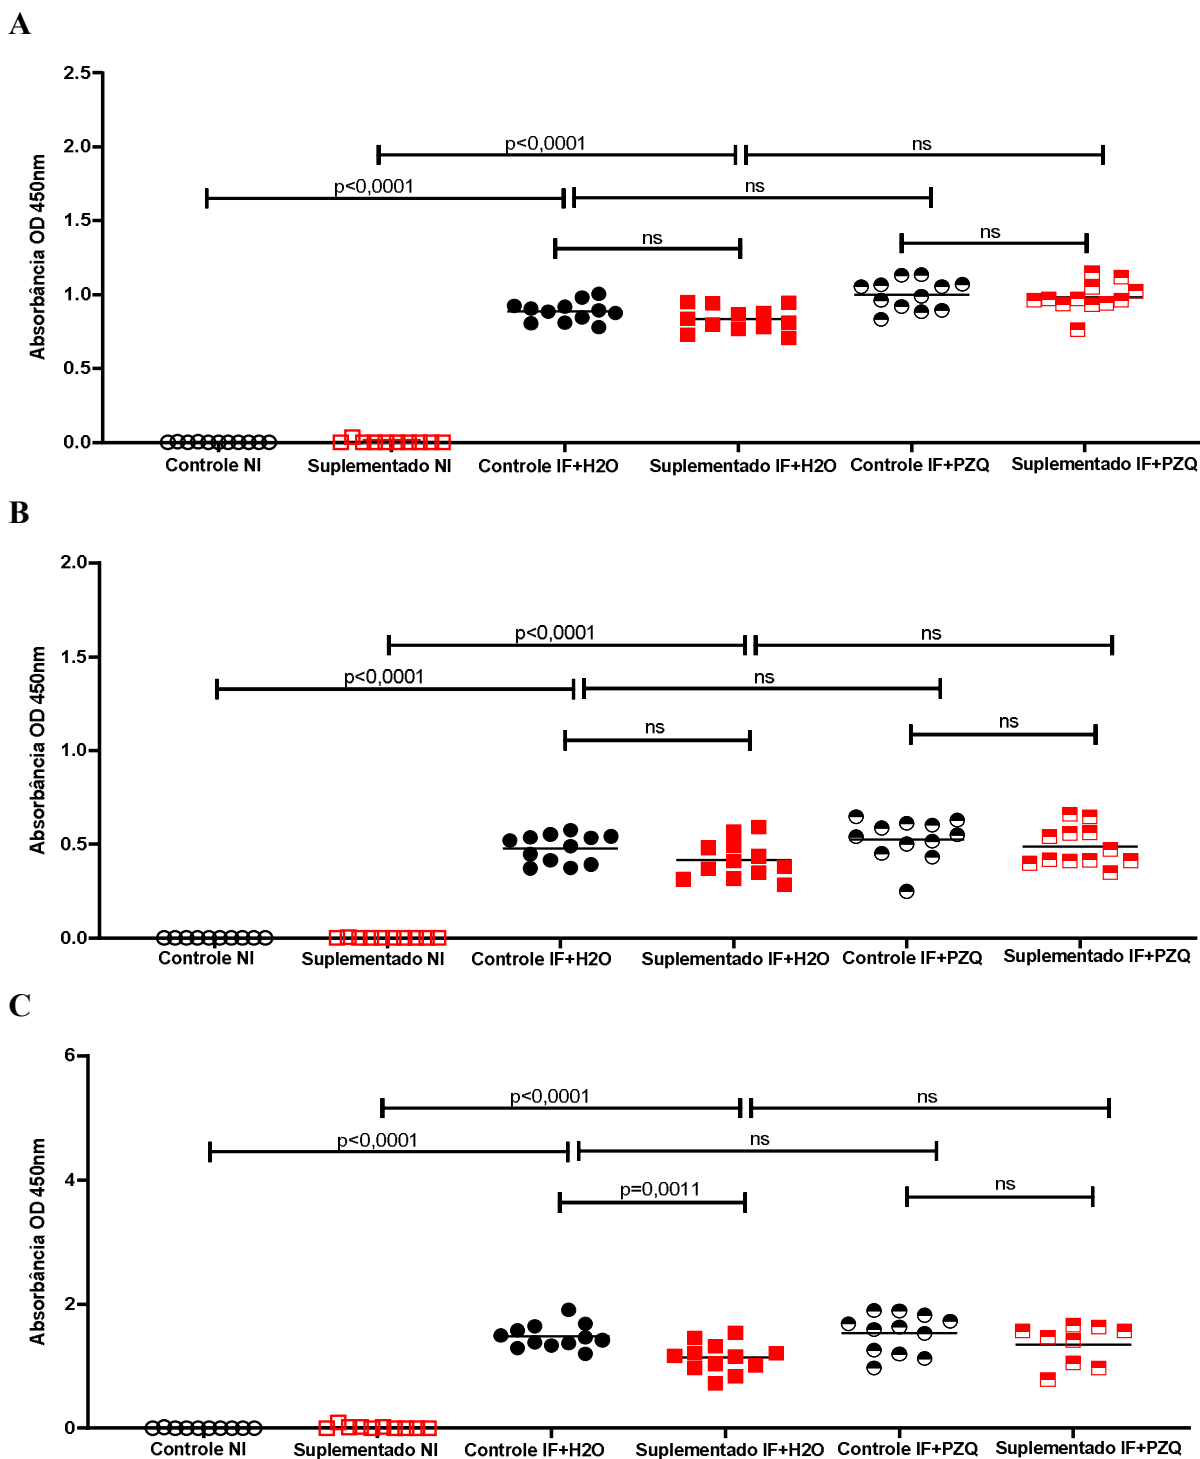 A
2.5
2.0
1.5
1.0
0.5
0.0
Absorbância OD 450nm
p<0,0001
ns
p<0,0001
ns
ns
ns
Controle NI
Suplementado NI
Controle IF+H2O
Suplementado IF+H2O
Controle IF+PZQ
Suplementado IF+PZQ
B
2.0
1.5
1.0
0.5
0.0
Absorbância OD 450nm
p<0,0001
ns
p<0,0001
ns
ns
ns
Controle NI
Suplementado NI
Controle IF+H2O
Suplementado IF+H2O
Controle IF+PZQ
Suplementado IF+PZQ
C
6
4
2
0
Absorbância OD 450nm
p<0,0001
ns
p<0,0001
ns
p=0,0011
ns
Controle NI
Suplementado NI
Controle IF+H2O
Suplementado IF+H2O
Controle IF+PZQ
Suplementado IF+PZQ